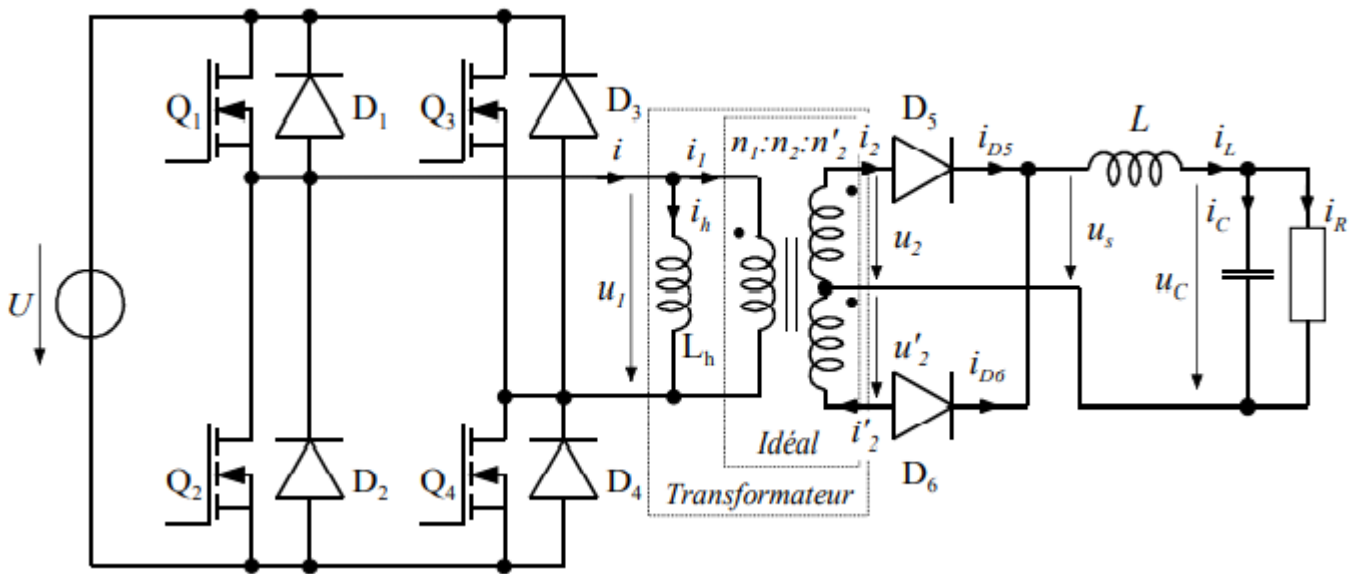 U
Q1
D1
Q2
D2
Q3
D3
Q4
D4
i
i1
ih
u1
Lh
n1:n2:n'2
Idéal
Transformateur
i2
u2
u'2
i'2
D5
iD5
D6
iD6
us
L
iL
iC
uC
iR